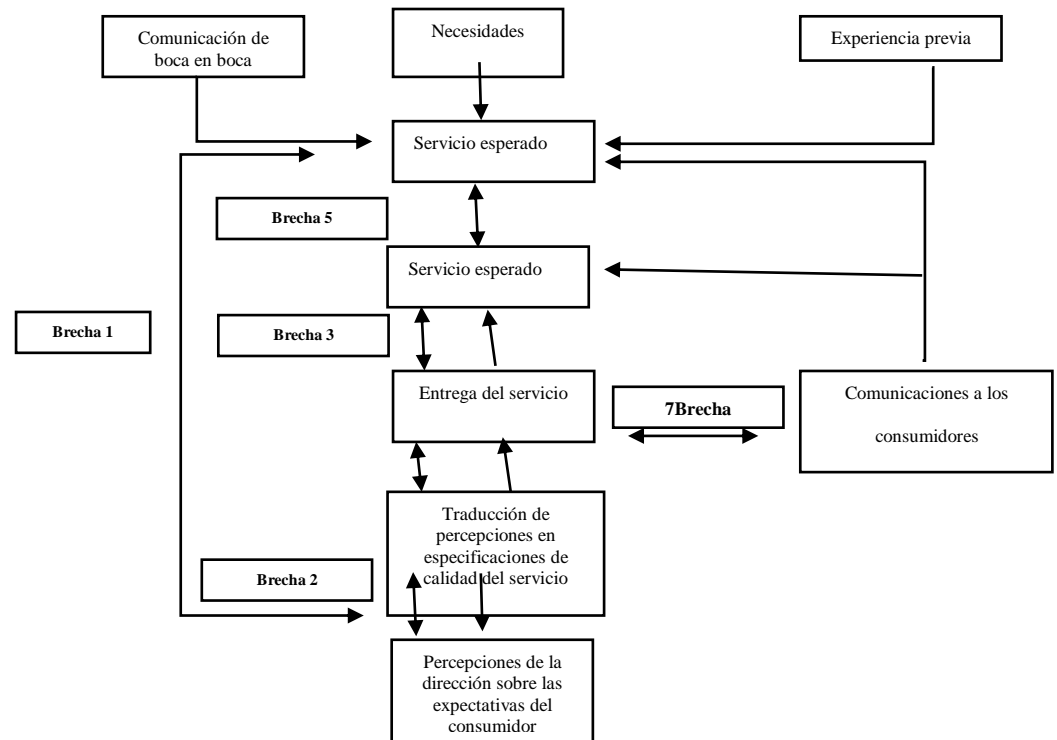 Comunicación de
boca en boca
Necesidades
Experiencia previa
Servicio esperado
Brecha 5
Servicio esperado
Brecha 1
Brecha 3
Entrega del servicio
7Brecha
Comunicaciones a los
consumidores
Traducción de
percepciones en
especificaciones de
calidad del servicio
Brecha 2
Percepciones de la
dirección sobre las
expectativas del
consumidor